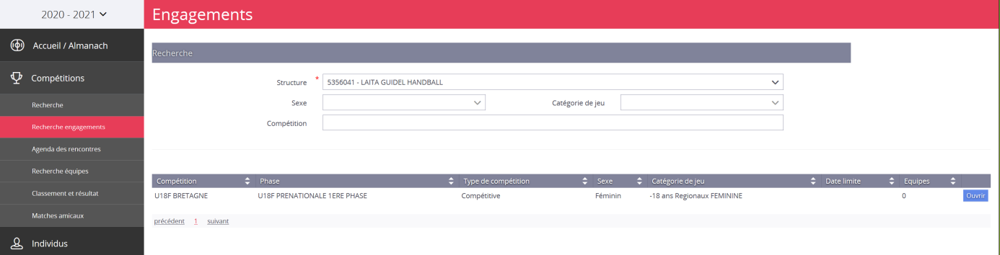 2020 - 2021
Engagements
Accueil / Almanach
Compétitions
Recherche
Recherche engagements
Agenda des rencontres
Recherche équipes
Classement et résultat
Matches amicaux
Individus
Recherche
Structure * 5356041 - LAITA GUIDEL HANDBALL
Sexe Catégorie de jeu
Compétition
Compétition Phase Type de compétition Sexe Catégorie de jeu Date limite Equipes
U18F BRETAGNE U18F PRENATIONALE 1ERE PHASE Compétitive Féminin -18 ans Regionaux FEMININE 0 Ouvrir
précédent 1 suivant